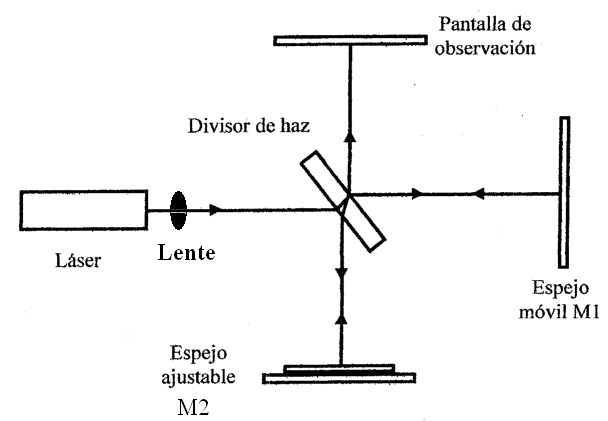 Pantalla de
observación
Divisor de haz
Láser
Lente
Espejo
móvil M1
Espejo
ajustable
M2